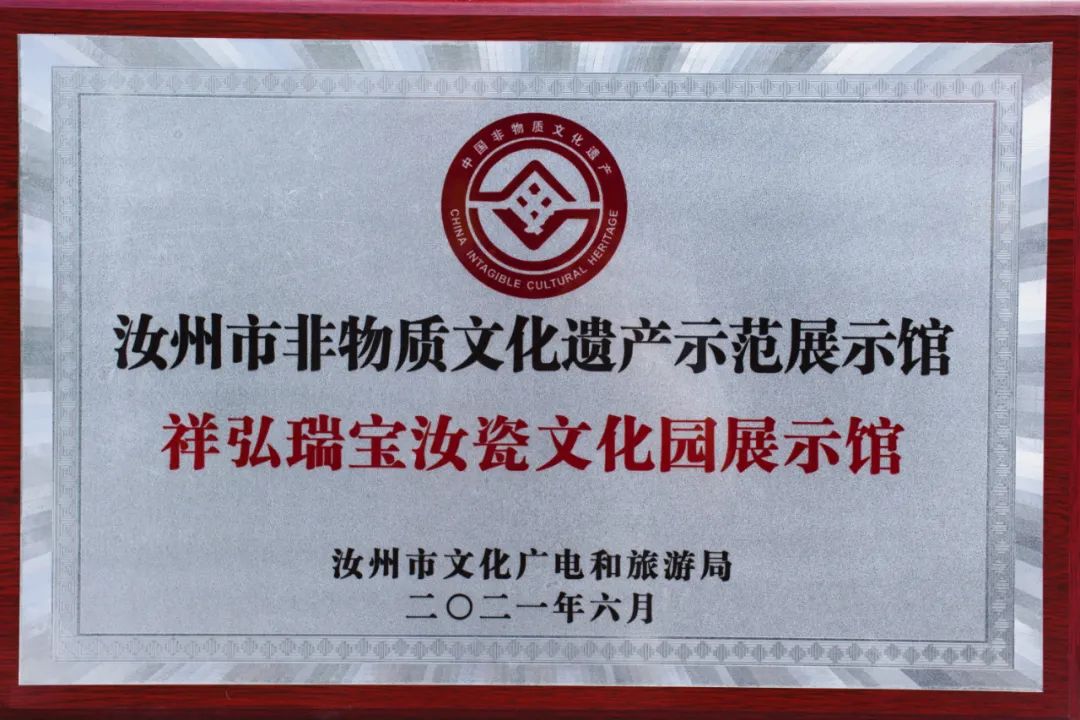 中国非物质文化遗产
CHINA INTAGIBLE CULTURAL HERITAGE
汝州市非物质文化遗产示范展示馆
祥弘瑞宝汝瓷文化园展示馆
汝州市文化广电和旅游局
二〇二一年六月